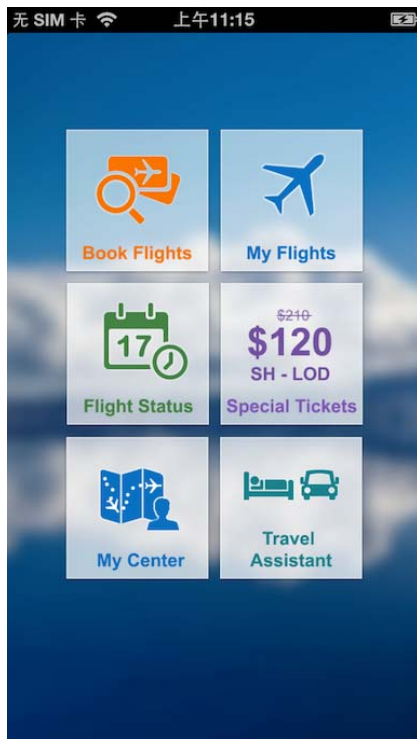 无 SIM 卡 上午11:15
Book Flights
My Flights
17
Flight Status
$210
$120
SH - LOD
Special Tickets
My Center
Travel
Assistant